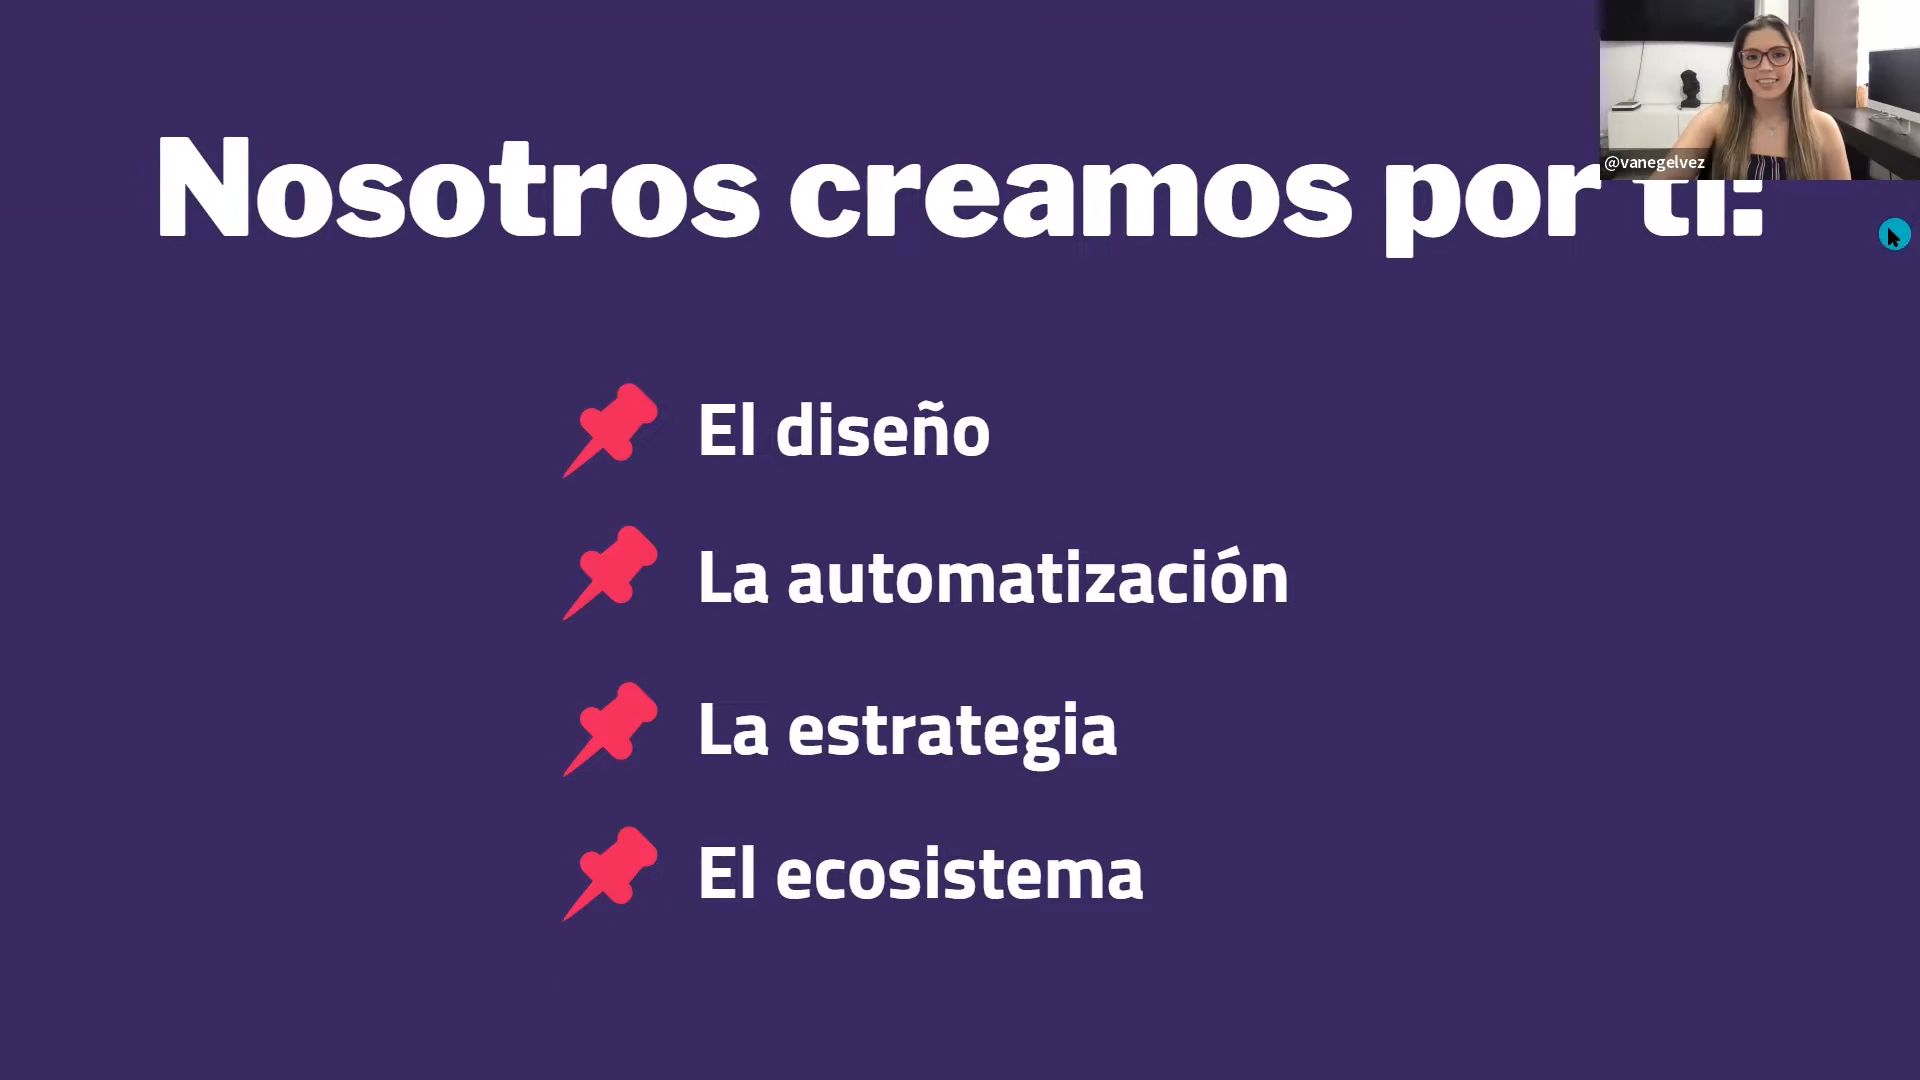 Nosotros creamos por ti:
@vanegelvez
El diseño
La automatización
La estrategia
El ecosistema